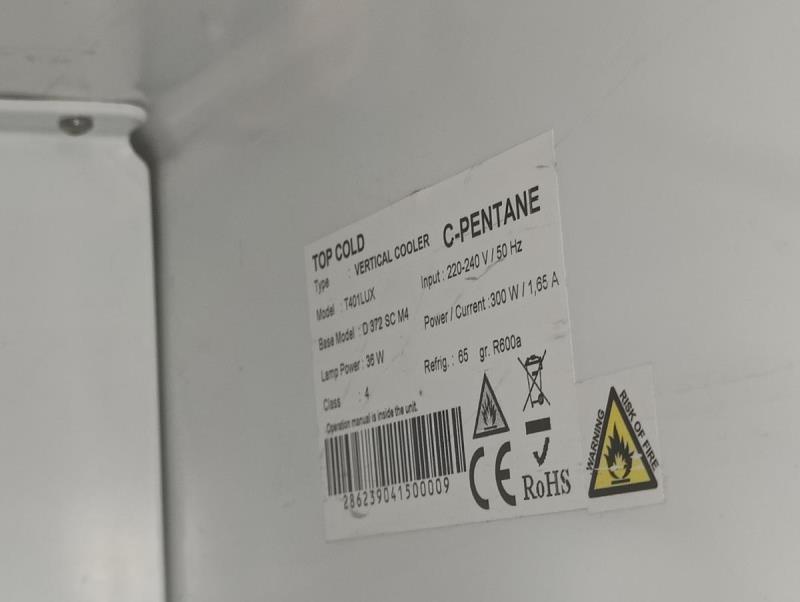 TOP COLD
Type : VERTICAL COOLER C-PENTANE
Model : T401LUX Input : 220-240 V / 50 Hz
Base Model : D 372 SC M4 Power / Current :300 W / 1,65 A
Lamp Power : 36 W Refrig. : 65 gr. R600a
Class : 4
Operation manual is inside the unit.
286239041500009
CE RoHS
WARNING RISK OF FIRE